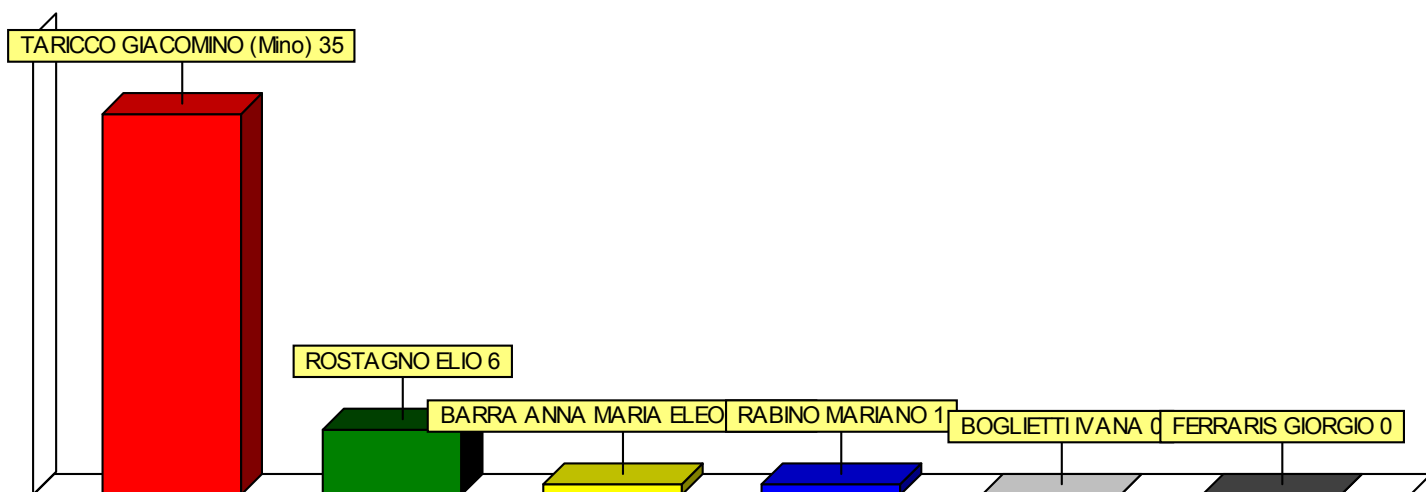 TARICCO GIACOMINO (Mino) 35
ROSTAGNO ELIO 6
BARRA ANNA MARIA ELEO
RABINO MARIANO 1
BOGLIETTI IVANA 0
FERRARIS GIORGIO 0